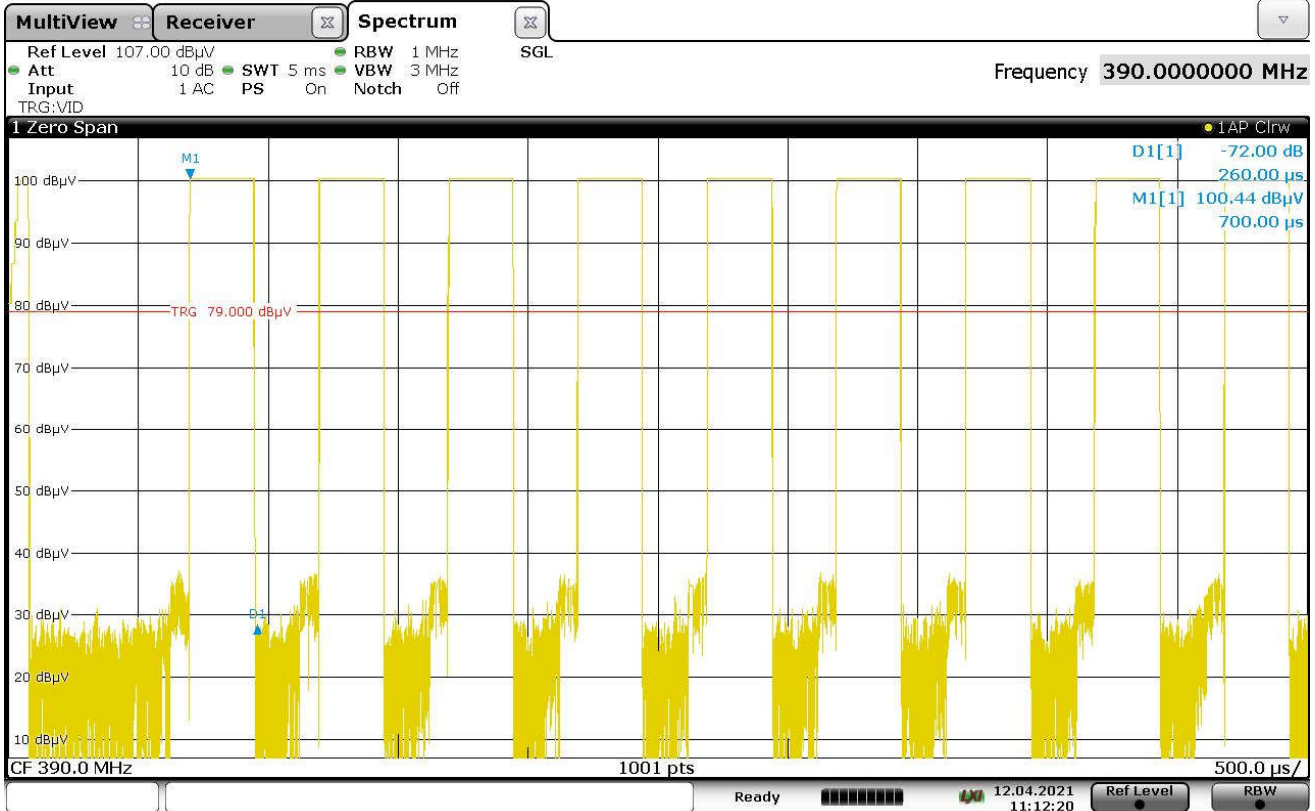 MultiView Receiver Spectrum
Ref Level 107.00 dBµV RBW 1 MHz SGL
Att 10 dB SWT 5 ms VBW 3 MHz
Input 1 AC PS On Notch Off
TRG:VID
Frequency 390.0000000 MHz
1 Zero Span 1AP Clrw
D1[1] -72.00 dB
260.00 µs
M1[1] 100.44 dBµV
700.00 µs
M1
100 dBµV
90 dBµV
80 dBµV
TRG 79.000 dBµV
70 dBµV
60 dBµV
50 dBµV
40 dBµV
30 dBµV
D1
20 dBµV
10 dBµV
CF 390.0 MHz 1001 pts 500.0 µs/
Ready LXI 12.04.2021 Ref Level RBW
11:12:20